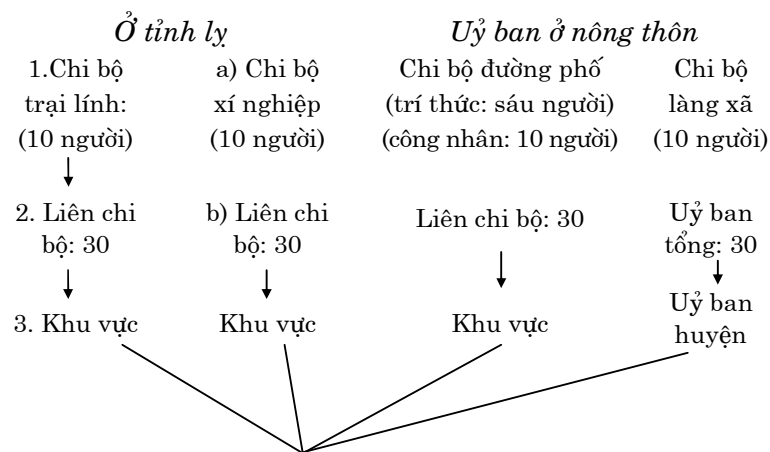 Ở tỉnh lỵ
Uỷ ban ở nông thôn
1.Chi bộ
trại lính:
(10 người)
a) Chi bộ
xí nghiệp
(10 người)
Chi bộ đường phố
(trí thức: sáu người)
(công nhân: 10 người)
Chi bộ
làng xã
(10 người)
2. Liên chi
bộ: 30
b) Liên chi
bộ: 30
Liên chi bộ: 30
Uỷ ban
tổng: 30
3. Khu vực
Khu vực
Khu vực
Uỷ ban
huyện